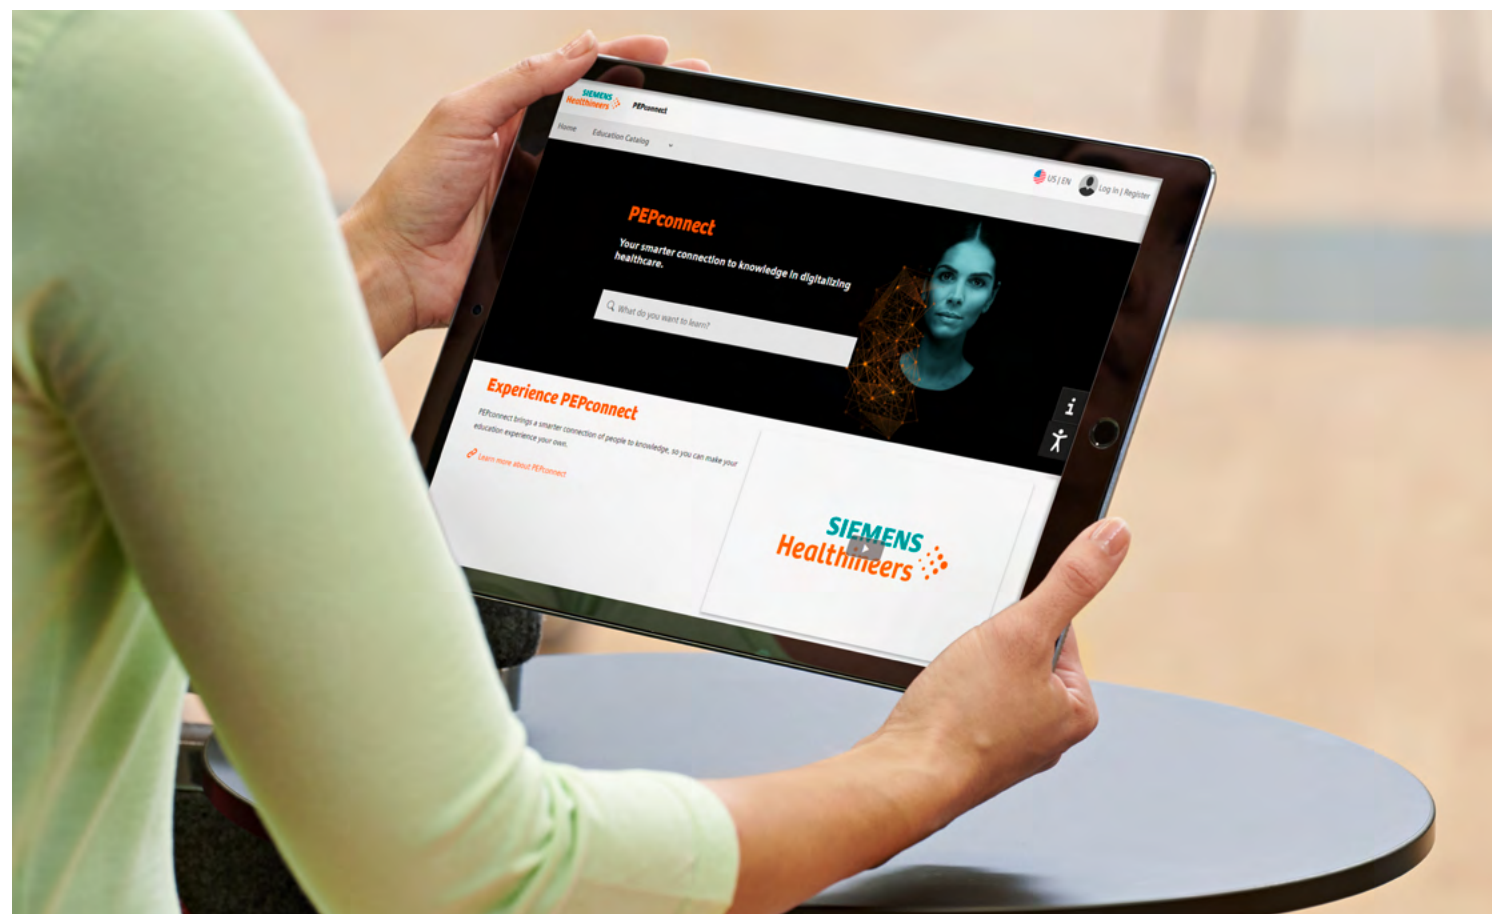 SIEMENS
Healthineers
PEPconnect
US | EN
Log In | Register
Home
Education Catalog
PEPconnect
Your smarter connection to knowledge in digitalizing
healthcare.
What do you want to learn?
Experience PEPconnect
PEPconnect brings a smarter connection of people to knowledge, so you can make your
education experience your own.
Learn more about PEPconnect
SIEMENS
Healthineers